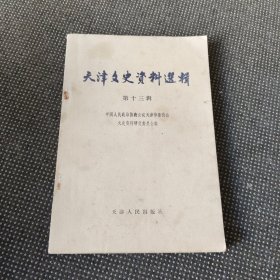 天津文史资料选辑
第十三辑
中国人民政治协商会议天津市委员会
文史资料研究委员会编
天津人民出版社